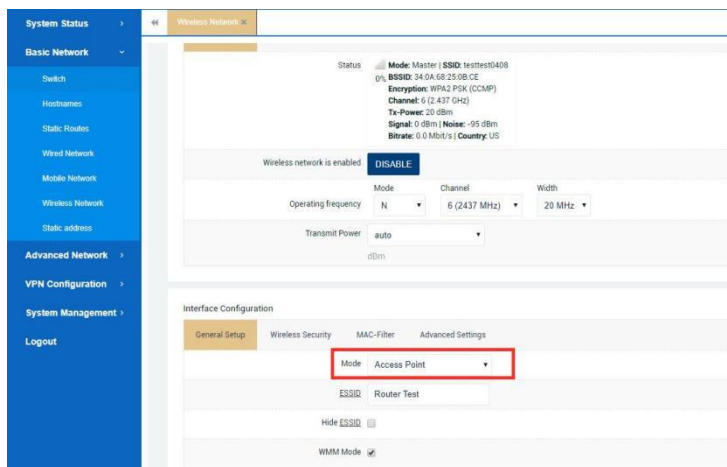 System Status
Wireless Network
Basic Network
Switch
Hostnames
Static Routes
Wired Network
Mobile Network
Wireless Network
Static address
Advanced Network
VPN Configuration
System Management
Logout
Status
0%
Mode: Master | SSID: testtest0408
BSSID: 34:0A:68:25:0B:CE
Encryption: WPA2 PSK (CCMP)
Channel: 6 (2.437 GHz)
Tx-Power: 20 dBm
Signal: 0 dBm | Noise: -95 dBm
Bitrate: 0.0 Mbit/s | Country: US
Wireless network is enabled DISABLE
Mode Channel Width
Operating frequency N 6 (2437 MHz) 20 MHz
Transmit Power auto
dBm
Interface Configuration
General Setup Wireless Security MAC-Filter Advanced Settings
Mode Access Point
ESSID Router Test
Hide ESSID
WMM Mode